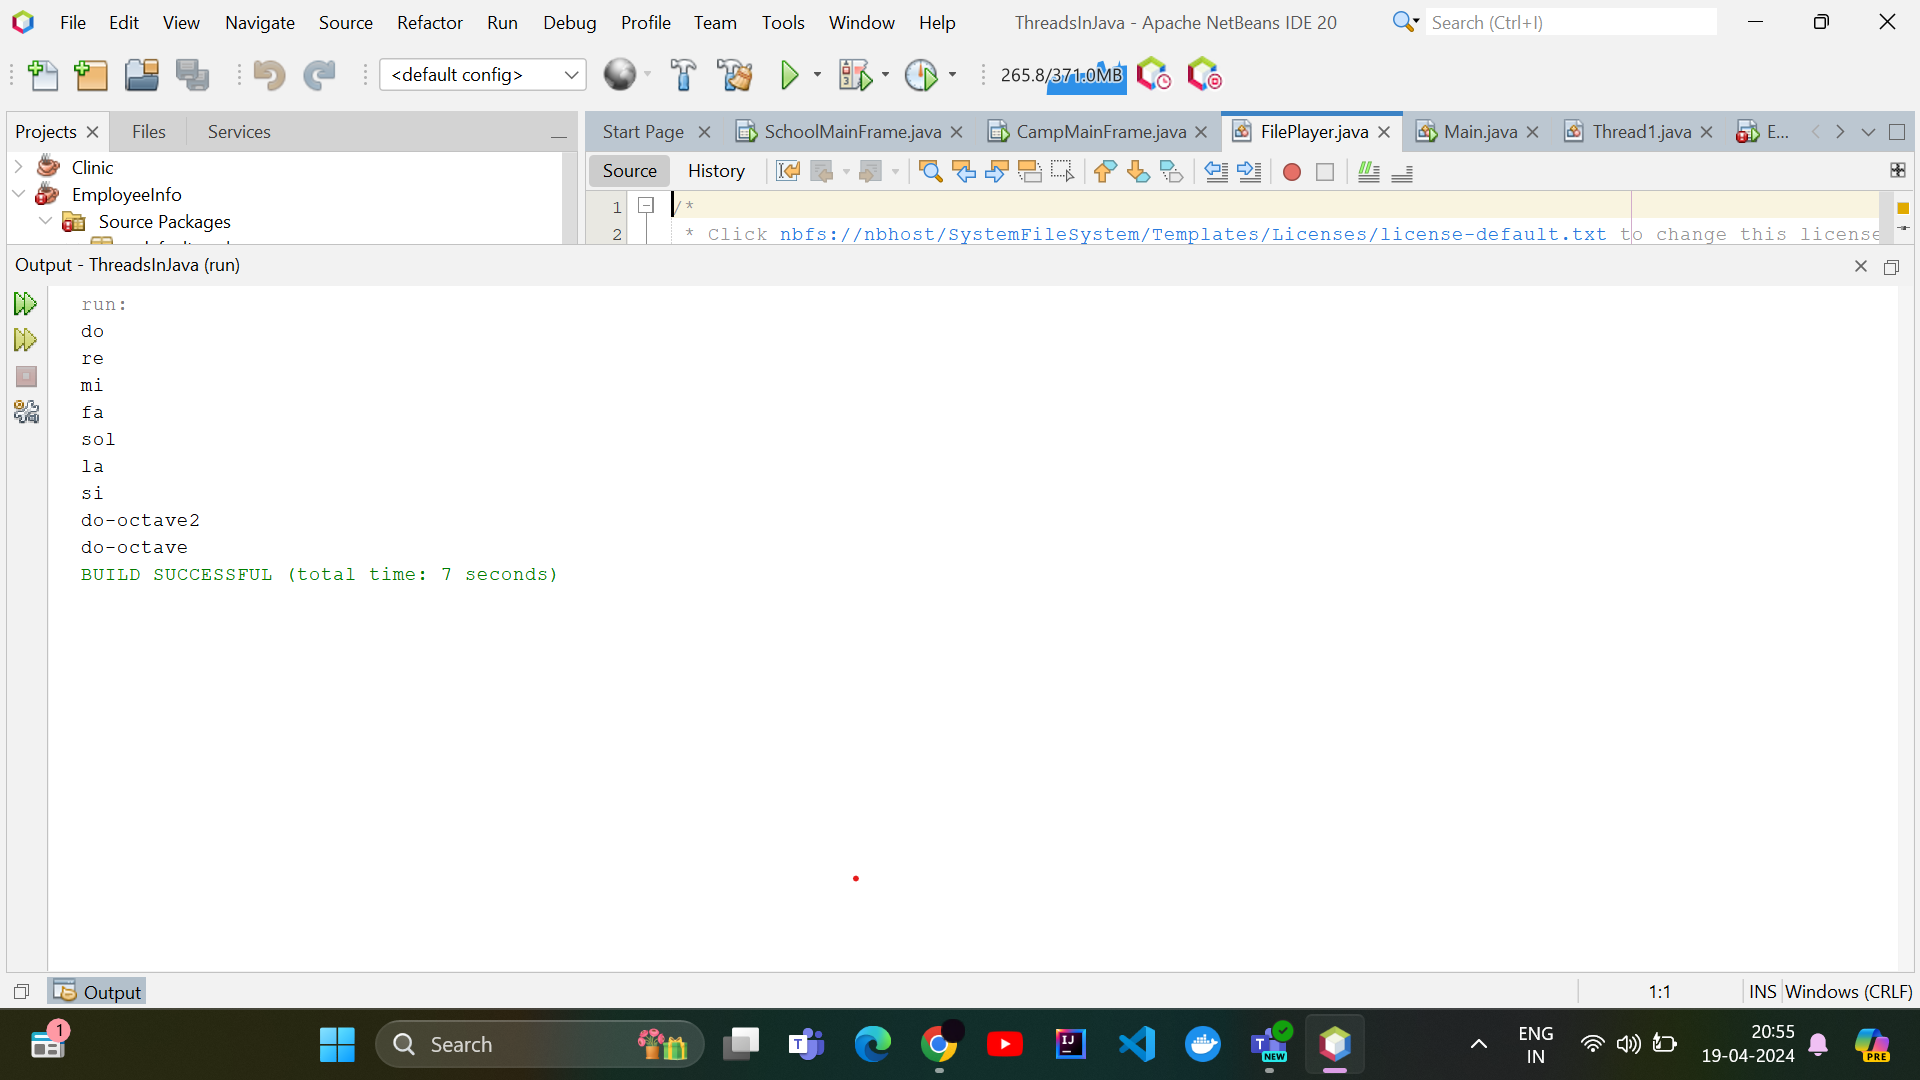 File Edit View Navigate Source Refactor Run Debug Profile Team Tools Window Help ThreadsInJava - Apache NetBeans IDE 20 Search (Ctrl+I)
<default config> 265.8/371.0MB
Projects Files Services Start Page SchoolMainFrame.java CampMainFrame.java FilePlayer.java Main.java Thread1.java E...
Clinic Source History
EmployeeInfo 1 /*
Source Packages 2 * Click nbfs://nbhost/SystemFileSystem/Templates/Licenses/license-default.txt to change this license
Output - ThreadsInJava (run)
run:
do
re
mi
fa
sol
la
si
do-octave2
do-octave
BUILD SUCCESSFUL (total time: 7 seconds)
Output 1:1 INS Windows (CRLF)
1 Search T IJ T NEW ENG 20:55 PRE
IN 19-04-2024